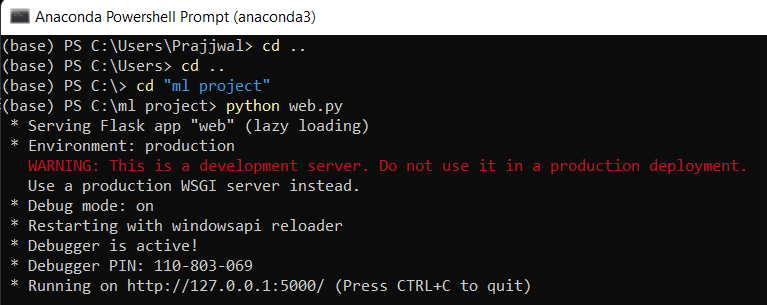 Anaconda Powershell Prompt (anaconda3)
(base) PS C:\Users\Prajjwal> cd ..
(base) PS C:\Users> cd ..
(base) PS C:\> cd "ml project"
(base) PS C:\ml project> python web.py
 * Serving Flask app "web" (lazy loading)
 * Environment: production
   WARNING: This is a development server. Do not use it in a production deployment.
   Use a production WSGI server instead.
 * Debug mode: on
 * Restarting with windowsapi reloader
 * Debugger is active!
 * Debugger PIN: 110-803-069
 * Running on http://127.0.0.1:5000/ (Press CTRL+C to quit)